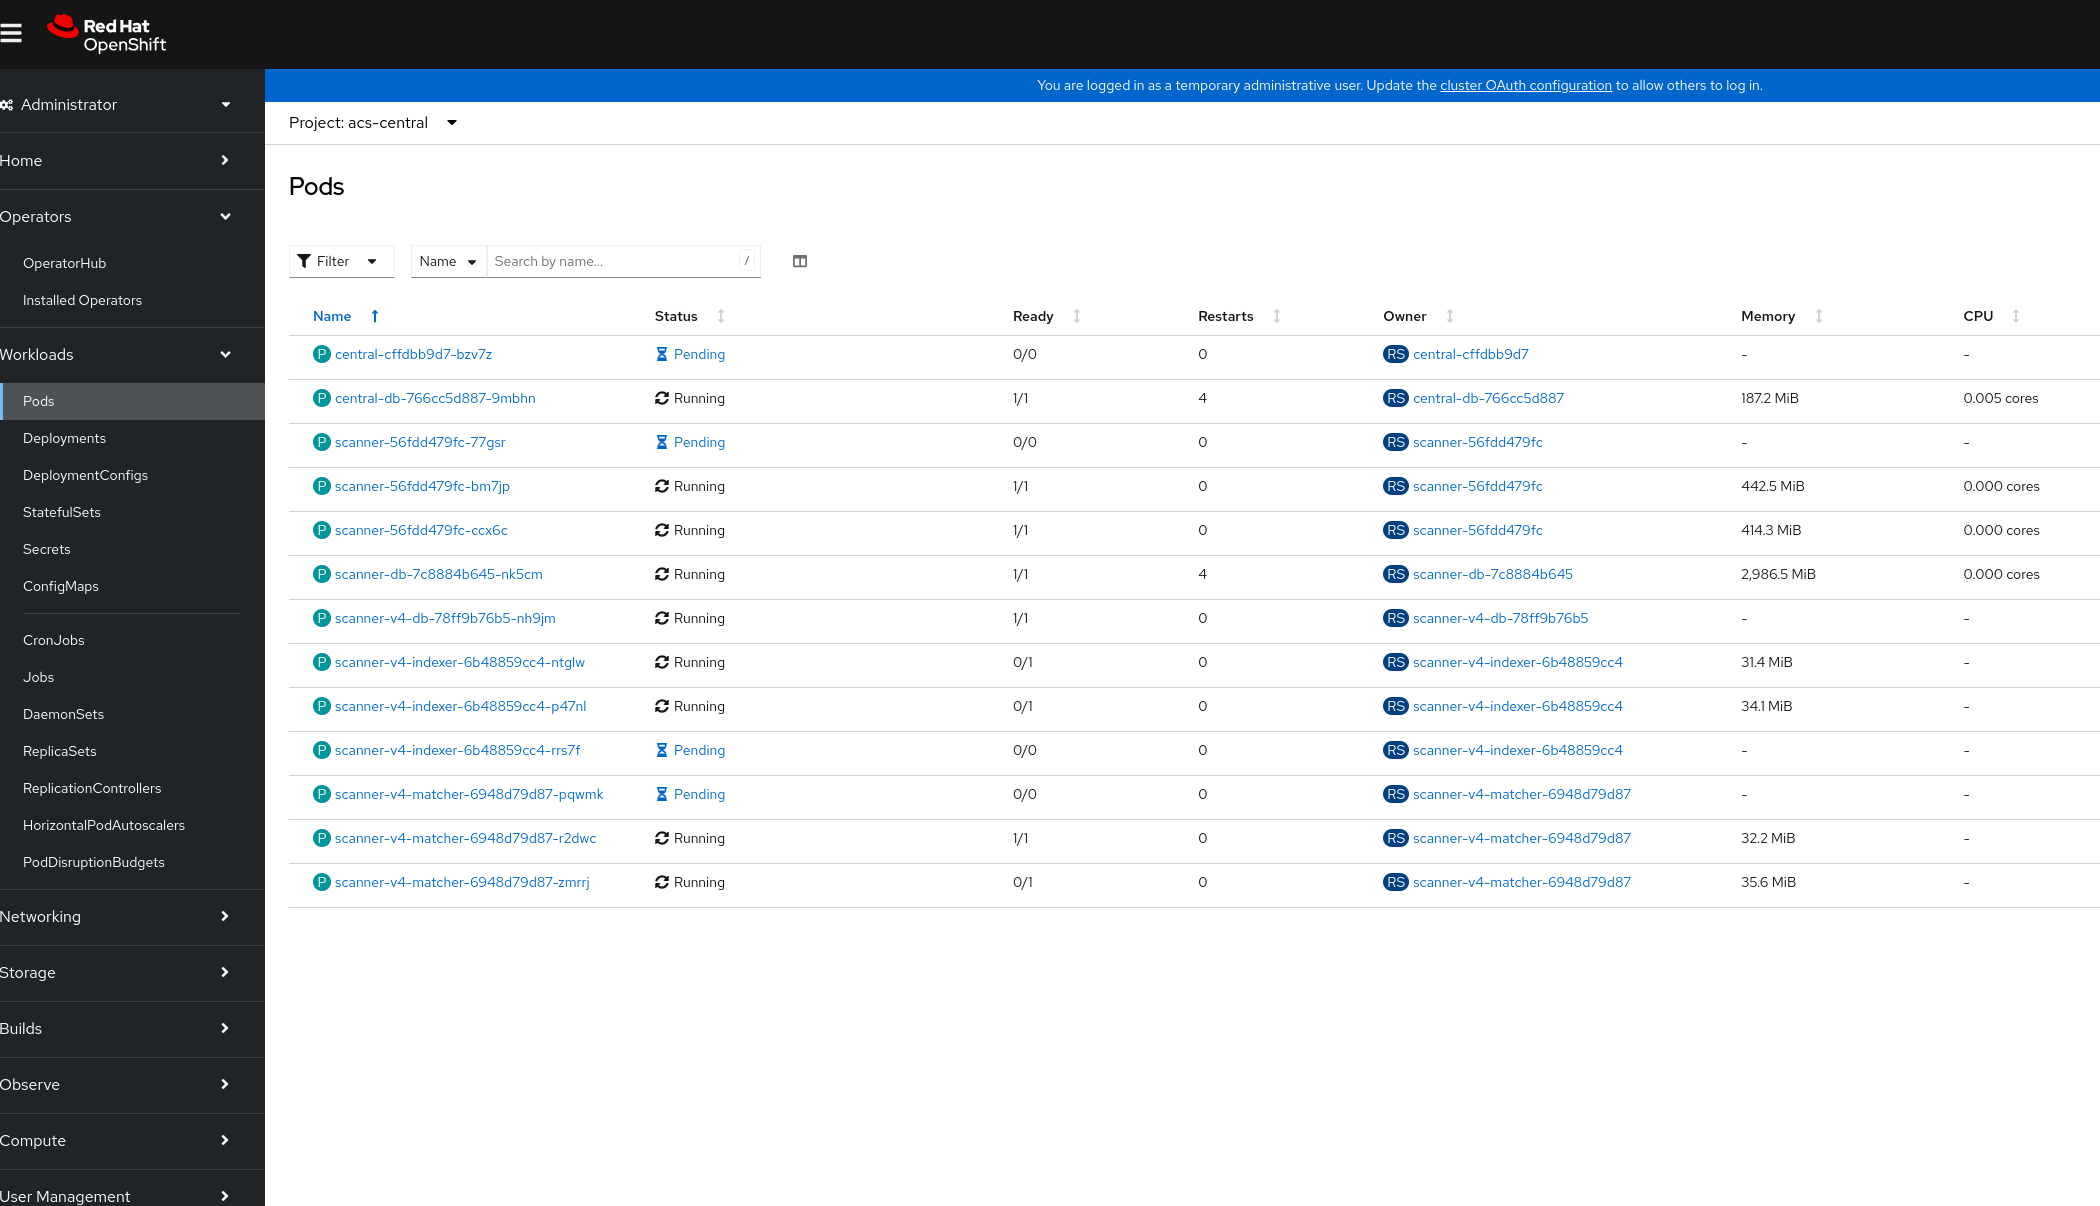 Red Hat
OpenShift
You are logged in as a temporary administrative user. Update the cluster OAuth configuration to allow others to log in.
Administrator
Home
Operators
OperatorHub
Installed Operators
Workloads
Pods
Deployments
DeploymentConfigs
StatefulSets
Secrets
ConfigMaps
CronJobs
Jobs
DaemonSets
ReplicaSets
ReplicationControllers
HorizontalPodAutoscalers
PodDisruptionBudgets
Networking
Storage
Builds
Observe
Compute
User Management
Project: acs-central
Pods
Filter Name Search by name... /
Name Status Ready Restarts Owner Memory CPU
P central-cffdbb9d7-bzv7z Pending 0/0 0 RS central-cffdbb9d7 - -
P central-db-766cc5d887-9mbhn Running 1/1 4 RS central-db-766cc5d887 187.2 MiB 0.005 cores
P scanner-56fdd479fc-77gsr Pending 0/0 0 RS scanner-56fdd479fc - -
P scanner-56fdd479fc-bm7jp Running 1/1 0 RS scanner-56fdd479fc 442.5 MiB 0.000 cores
P scanner-56fdd479fc-ccx6c Running 1/1 0 RS scanner-56fdd479fc 414.3 MiB 0.000 cores
P scanner-db-7c8884b645-nk5cm Running 1/1 4 RS scanner-db-7c8884b645 2,986.5 MiB 0.000 cores
P scanner-v4-db-78ff9b76b5-nh9jm Running 1/1 0 RS scanner-v4-db-78ff9b76b5 - -
P scanner-v4-indexer-6b48859cc4-ntglw Running 0/1 0 RS scanner-v4-indexer-6b48859cc4 31.4 MiB -
P scanner-v4-indexer-6b48859cc4-p47nl Running 0/1 0 RS scanner-v4-indexer-6b48859cc4 34.1 MiB -
P scanner-v4-indexer-6b48859cc4-rrs7f Pending 0/0 0 RS scanner-v4-indexer-6b48859cc4 - -
P scanner-v4-matcher-6948d79d87-pqwmk Pending 0/0 0 RS scanner-v4-matcher-6948d79d87 - -
P scanner-v4-matcher-6948d79d87-r2dwc Running 1/1 0 RS scanner-v4-matcher-6948d79d87 32.2 MiB -
P scanner-v4-matcher-6948d79d87-zmrrj Running 0/1 0 RS scanner-v4-matcher-6948d79d87 35.6 MiB -